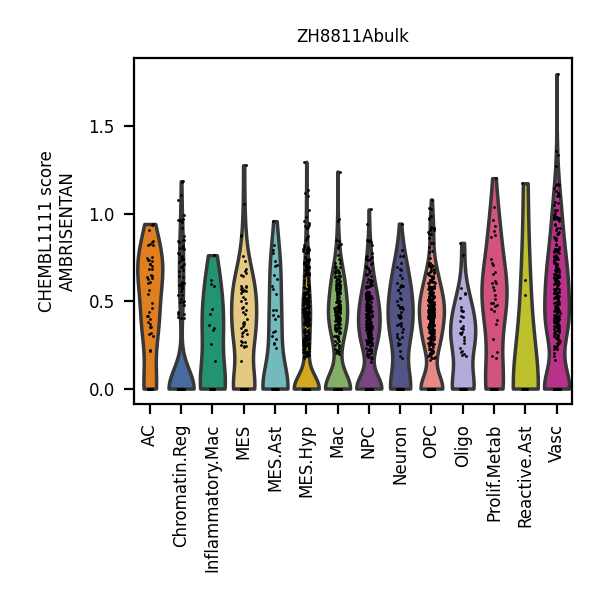 ZH8811Abulk
CHEMBL1111 score
AMBRISENTAN
1.5
1.0
0.5
0.0
AC
Chromatin.Reg
Inflammatory.Mac
MES
MES.Ast
MES.Hyp
Mac
NPC
Neuron
OPC
Oligo
Prolif.Metab
Reactive.Ast
Vasc